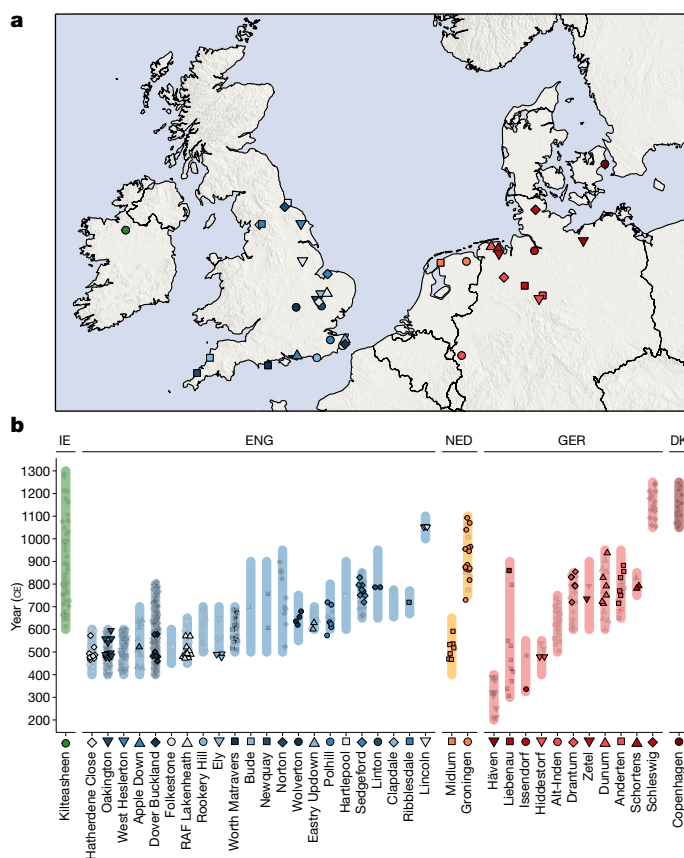 a
b
IE ENG NED GER DK
Year (CE)
1300
1200
1100
1000
900
800
700
600
500
400
300
200
Kilteasheen
Hatherdene Close
Oakington
West Heslerton
Apple Down
Dover Buckland
Folkestone
RAF Lakenheath
Rookery Hill
Ely
Worth Matravers
Bude
Newquay
Norton
Wolverton
Eastry Updown
Polhill
Hartlepool
Sedgeford
Linton
Clapdale
Ribblesdale
Lincoln
Midlum
Groningen
Häven
Liebenau
Issendorf
Hiddestorf
Alt-Inden
Drantum
Zetel
Dunum
Anderten
Schortens
Schleswig
Copenhagen